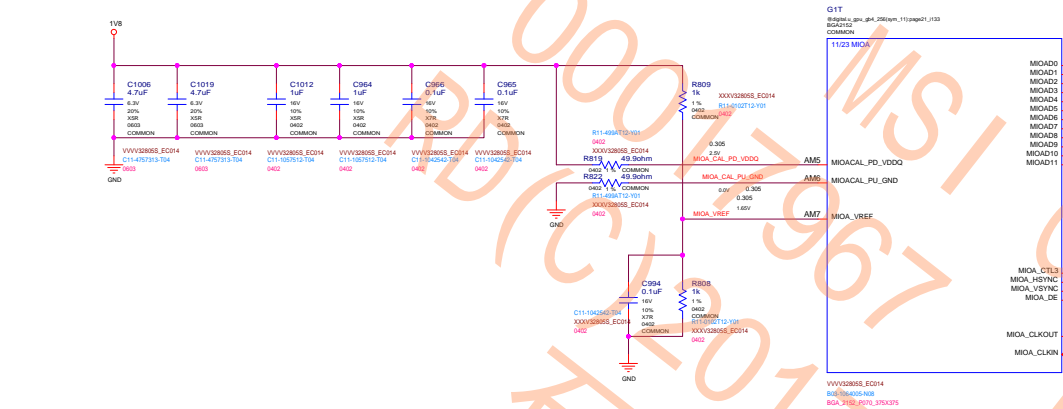 G1T
BGA2152
COMMON
1V8
11/23 MIOA
MIOAD0
MIOAD1
MIOAD2
MIOAD3
MIOAD4
MIOAD5
MIOAD6
MIOAD7
MIOAD8
MIOAD9
MIOAD10
MIOAD11
C1006
4.7uF
6.3V
20%
X5R
0603
COMMON
VVVV32805S_EC014
C11-4757313-T04
0603
C1019
4.7uF
6.3V
20%
X5R
0603
COMMON
VVVV32805S_EC014
C11-4757313-T04
0603
C1012
1uF
16V
10%
X5R
0402
COMMON
VVVV32805S_EC014
C11-1057512-T04
0402
C964
1uF
16V
10%
X5R
0402
COMMON
VVVV32805S_EC014
C11-1057512-T04
0402
C966
0.1uF
16V
10%
X7R
0402
COMMON
VVVV32805S_EC014
C11-1042542-T04
0402
C965
0.1uF
16V
10%
X7R
0402
COMMON
VVVV32805S_EC014
C11-1042542-T04
0402
GND
R809
1k
1 %
0402
COMMON
XXXV32805S_EC014
R11-0102T12-Y01
0402
R11-499AT12-Y01
XXXV32805S_EC014
R819 49.9ohm
0402 1 % COMMON
R822 49.9ohm
0402 1 % COMMON
R11-499AT12-Y01
XXXV32805S_EC014
0402
GND
0.305
2.5V
MIOA_CAL_PD_VDDQ
AM5
MIOACAL_PD_VDDQ
MIOA_CAL_PU_GND
AM6
MIOACAL_PU_GND
0.0V
0.305
0.305
1.65V
MIOA_VREF
AM7
MIOA_VREF
C994
0.1uF
16V
10%
X7R
0402
COMMON
C11-1042542-T04
XXXV32805S_EC014
0402
R808
1k
1 %
0402
COMMON
R11-0102T12-Y01
XXXV32805S_EC014
0402
GND
MIOA_CTL3
MIOA_HSYNC
MIOA_VSYNC
MIOA_DE
MIOA_CLKOUT
MIOA_CLKIN
VVVV32805S_EC014
BGA_2152_P070_375X375
MSI
00017967
RD(C)